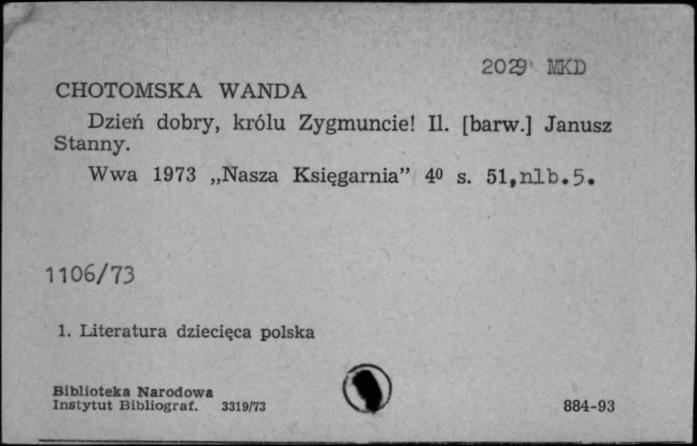 2029 MKD
CHOTOMSKA WANDA
Dzień dobry, królu Zygmuncie! Il. [barw.] Janusz
Stanny.
Wwa 1973 „Nasza Księgarnia” 4⁰ s. 51,nlb.5.
1106/73
1. Literatura dziecięca polska
Biblioteka Narodowa
Instytut Bibliograf. 3319/73
884-93